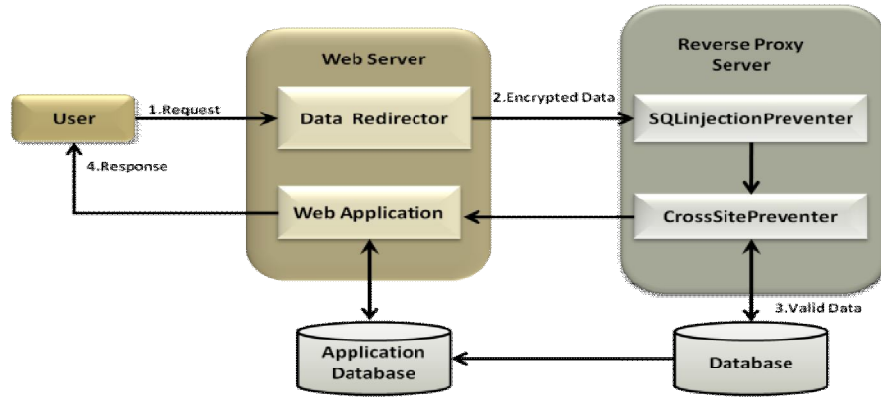 Web Server
Reverse Proxy
Server
User
1.Request
Data Redirector
2.Encrypted Data
SQLinjectionPreventer
4.Response
Web Application
CrossSitePreventer
3.Valid Data
Application
Database
Database